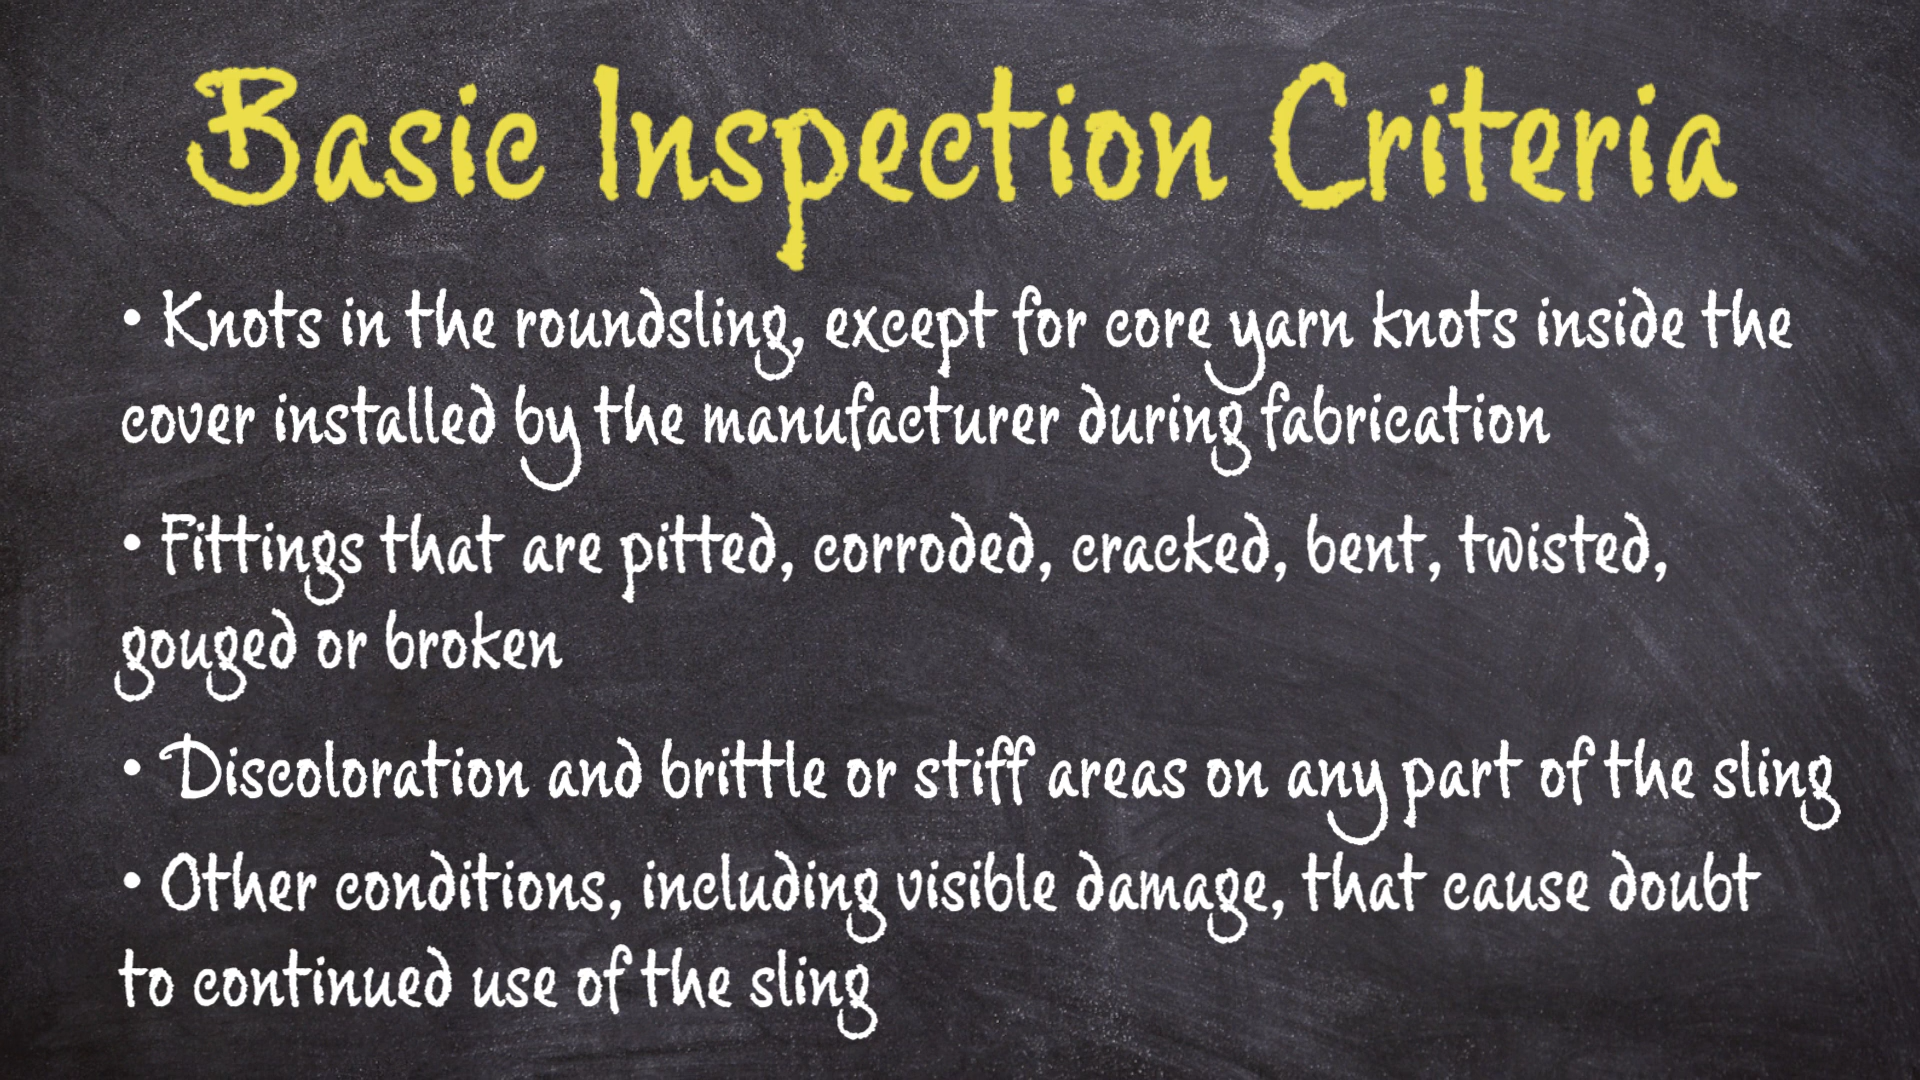 Basic Inspection Criteria
• Knots in the roundsling, except for core yarn knots inside the
cover installed by the manufacturer during fabrication
• Fittings that are pitted, corroded, cracked, bent, twisted,
gouged or broken
• Discoloration and brittle or stiff areas on any part of the sling
• Other conditions, including visible damage, that cause doubt
to continued use of the sling